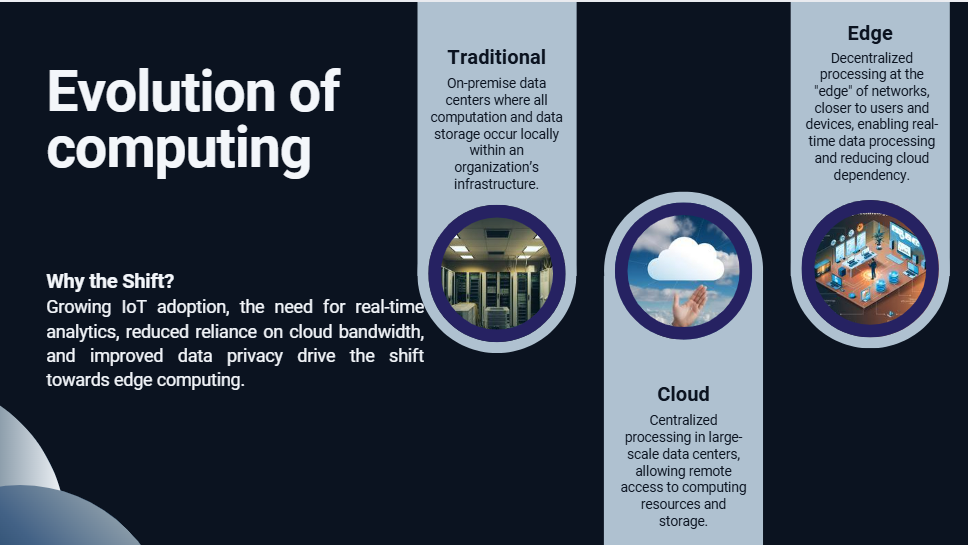 Evolution of
computing
Why the Shift?
Growing IoT adoption, the need for real-time
analytics, reduced reliance on cloud bandwidth,
and improved data privacy drive the shift
towards edge computing.
Traditional
On-premise data
centers where all
computation and data
storage occur locally
within an
organization's
infrastructure.
Cloud
Centralized
processing in large-
scale data centers,
allowing remote
access to computing
resources and
storage.
Edge
Decentralized
processing at the
"edge" of networks,
closer to users and
devices, enabling real-
time data processing
and reducing cloud
dependency.